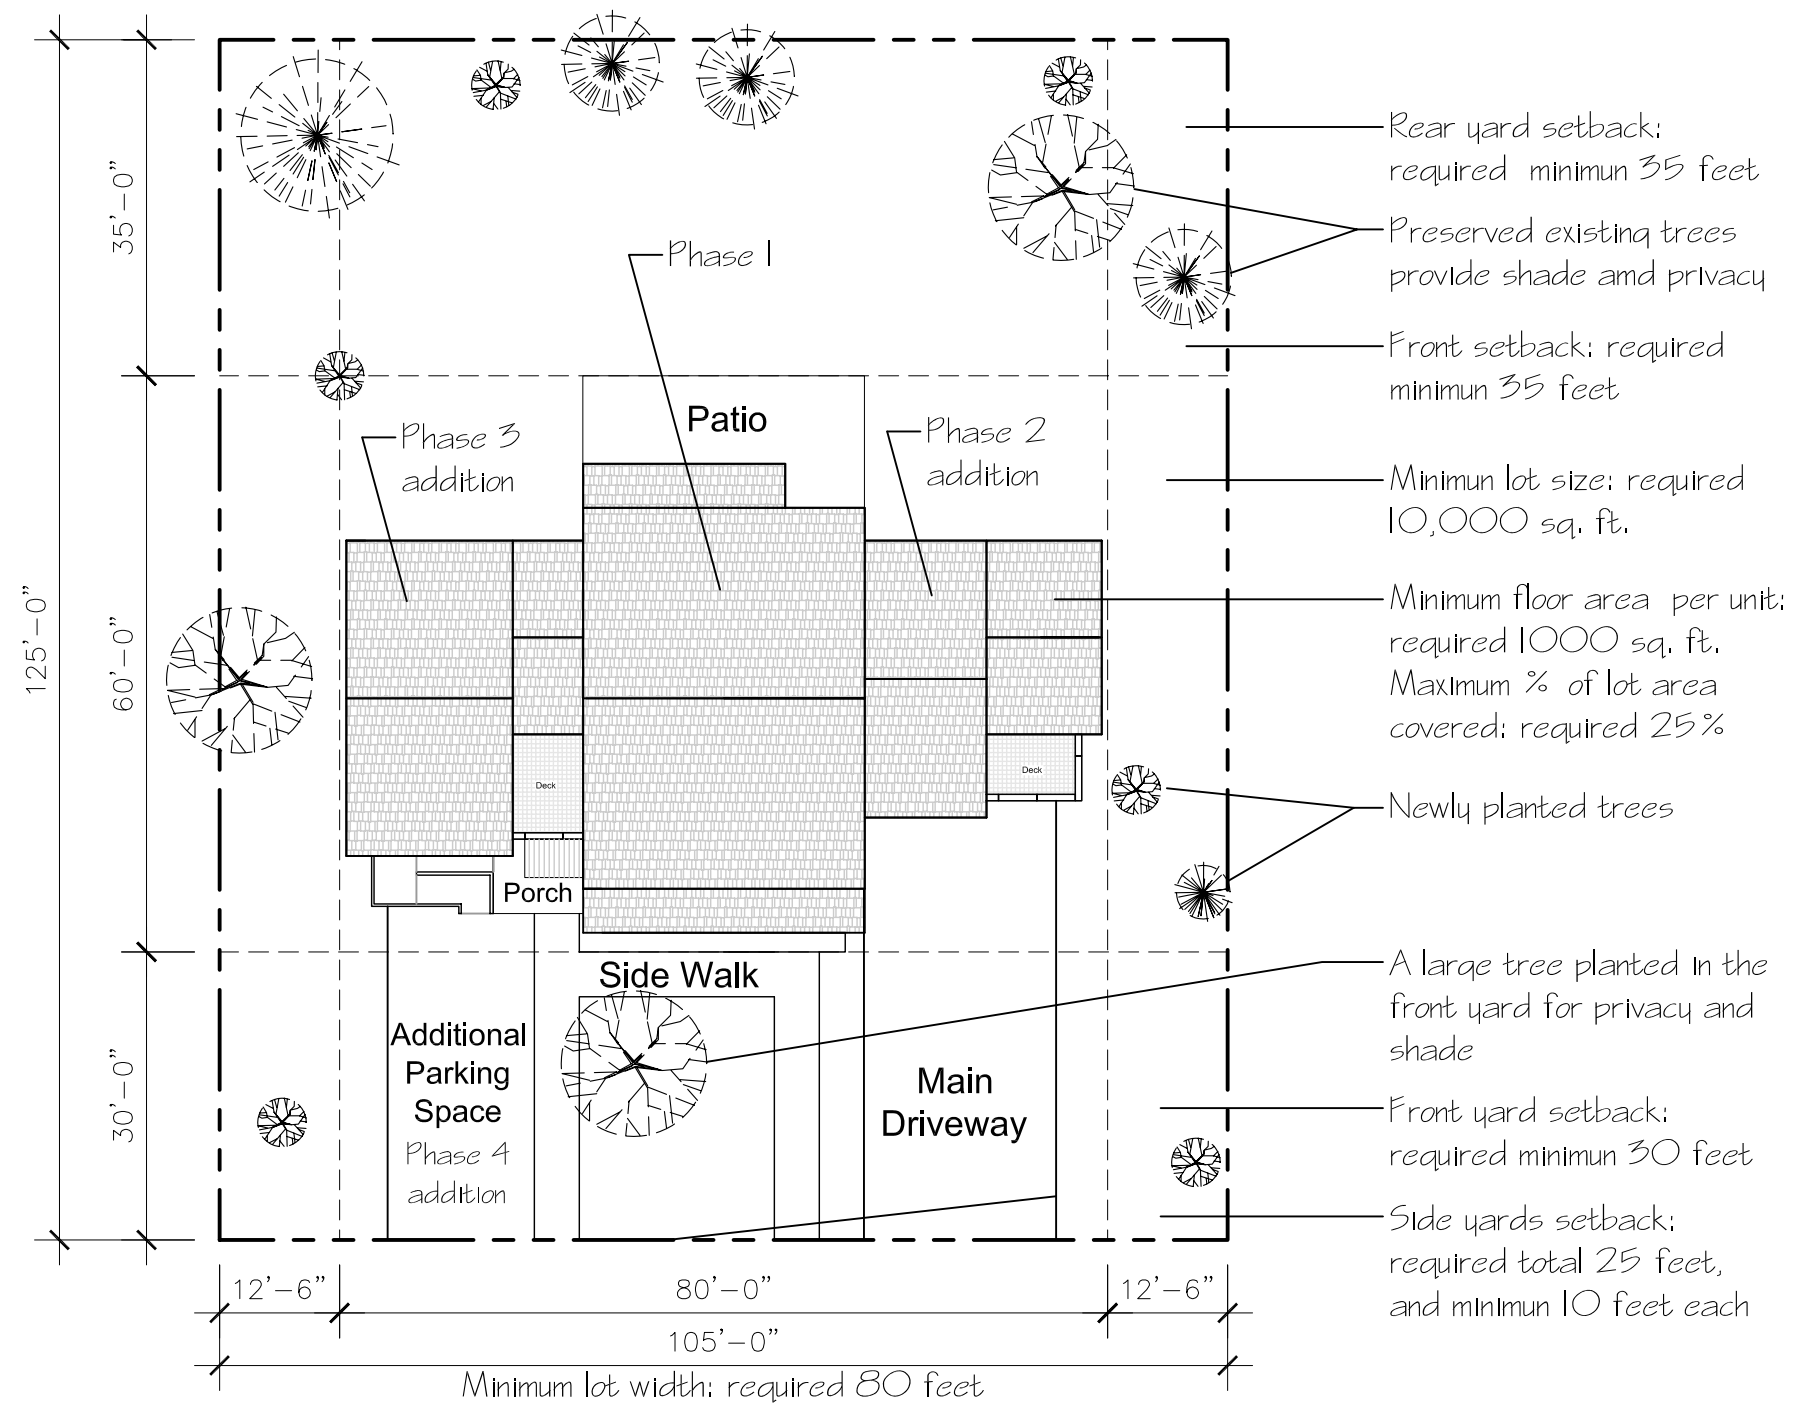 Rear yard setback:
required minimun 35 feet
Preserved existing trees
provide shade amd privacy
Front setback: required
minimun 35 feet
Minimun lot size: required
10,000 sq. ft.
Minimum floor area per unit:
required 1000 sq. ft.
Maximum % of lot area
covered: required 25%
Newly planted trees
A large tree planted in the
front yard for privacy and
shade
Front yard setback:
required minimun 30 feet
Side yards setback:
required total 25 feet,
and minimun 10 feet each
Phase 1
Patio
Phase 3
addition
Phase 2
addition
Deck
Deck
Porch
Side Walk
Additional
Parking
Space
Phase 4
addition
Main
Driveway
35'-0"
125'-0"
60'-0"
30'-0"
12'-6"
80'-0"
12'-6"
105'-0"
Minimum lot width: required 80 feet